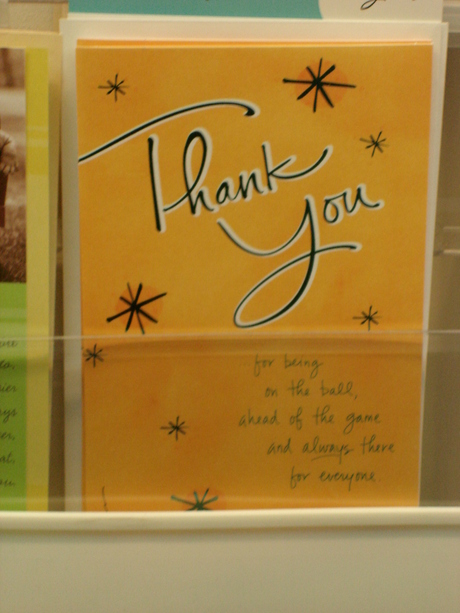 Thank
you
for being
on the ball,
ahead of the game
and always there
for everyone.